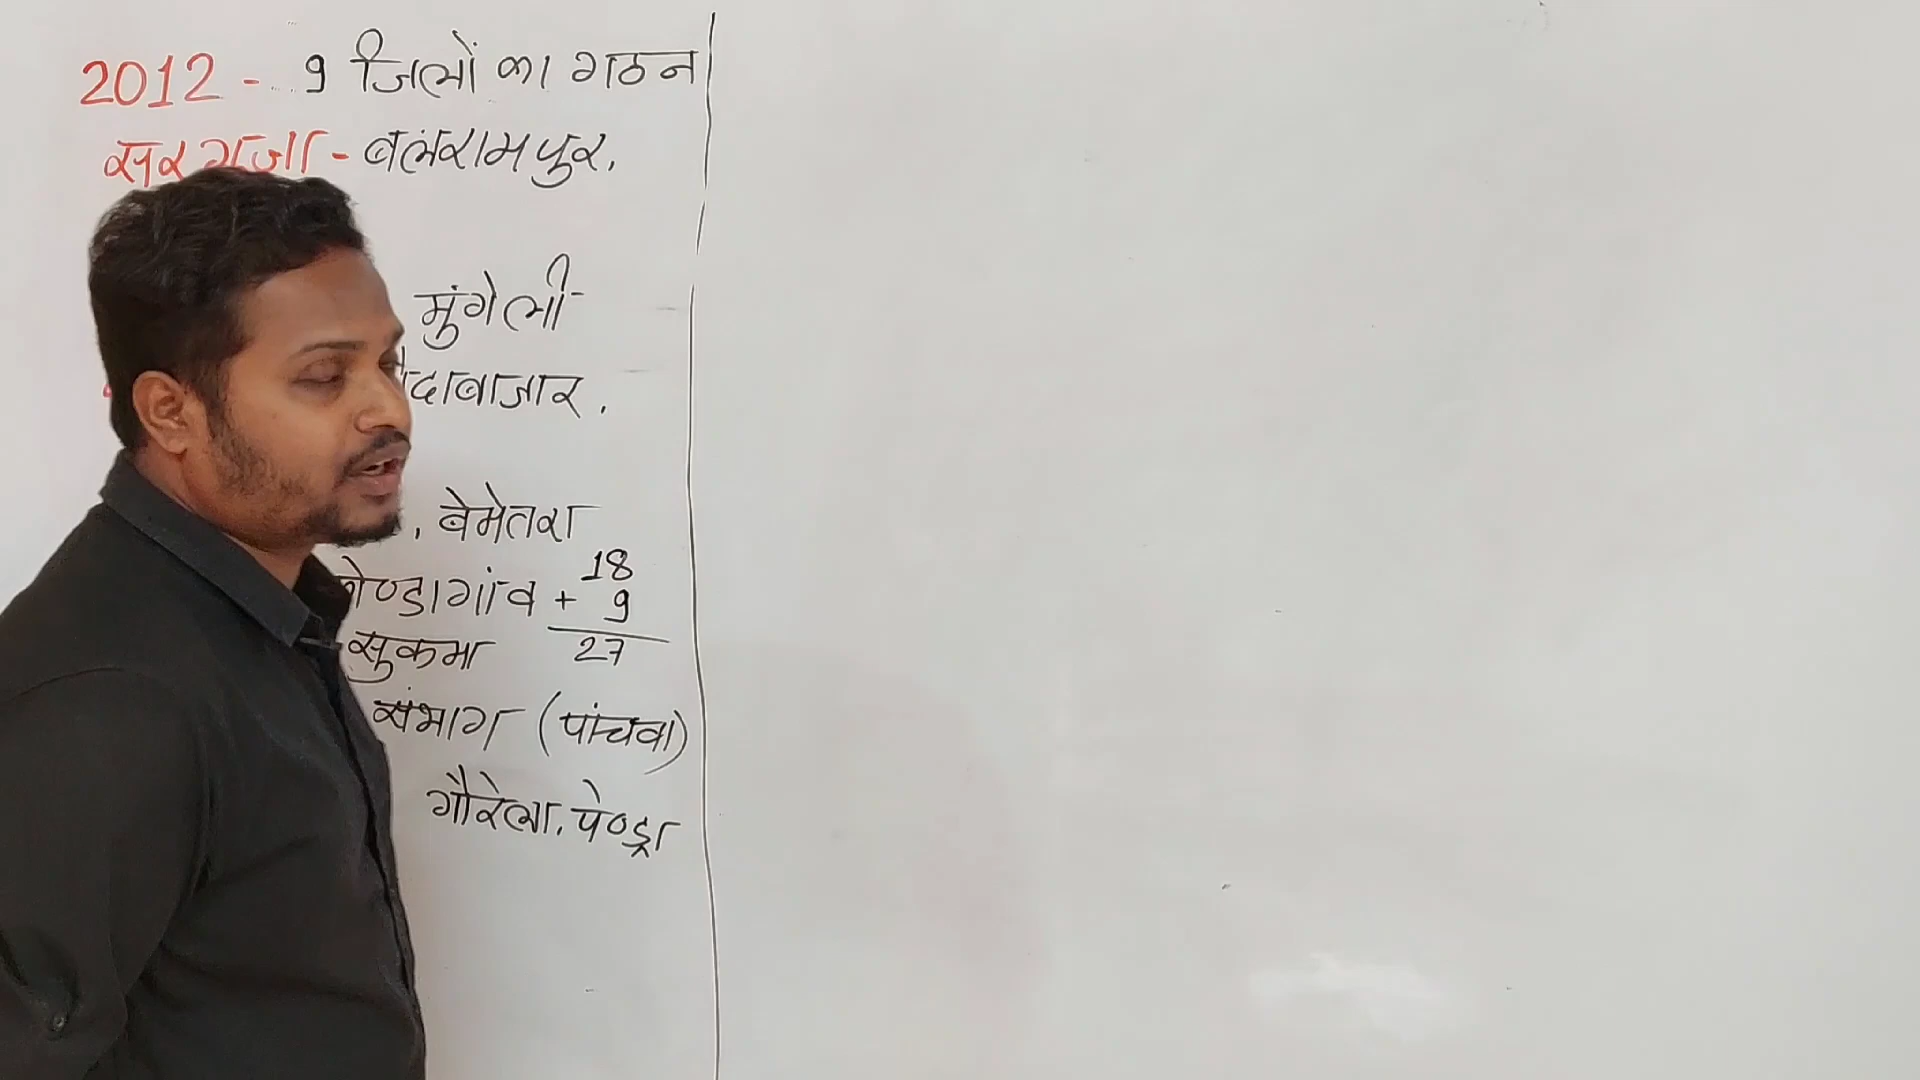 2012 - 9 जिलों का गठन
सरगुजा - बलरामपुर,
मुंगेली
दाबाजार,
, बेमेतरा
18
ोण्डागांव + 9
सुकमा 27
संभाग (पांचवा)
गौरेला, पेण्ड्रा